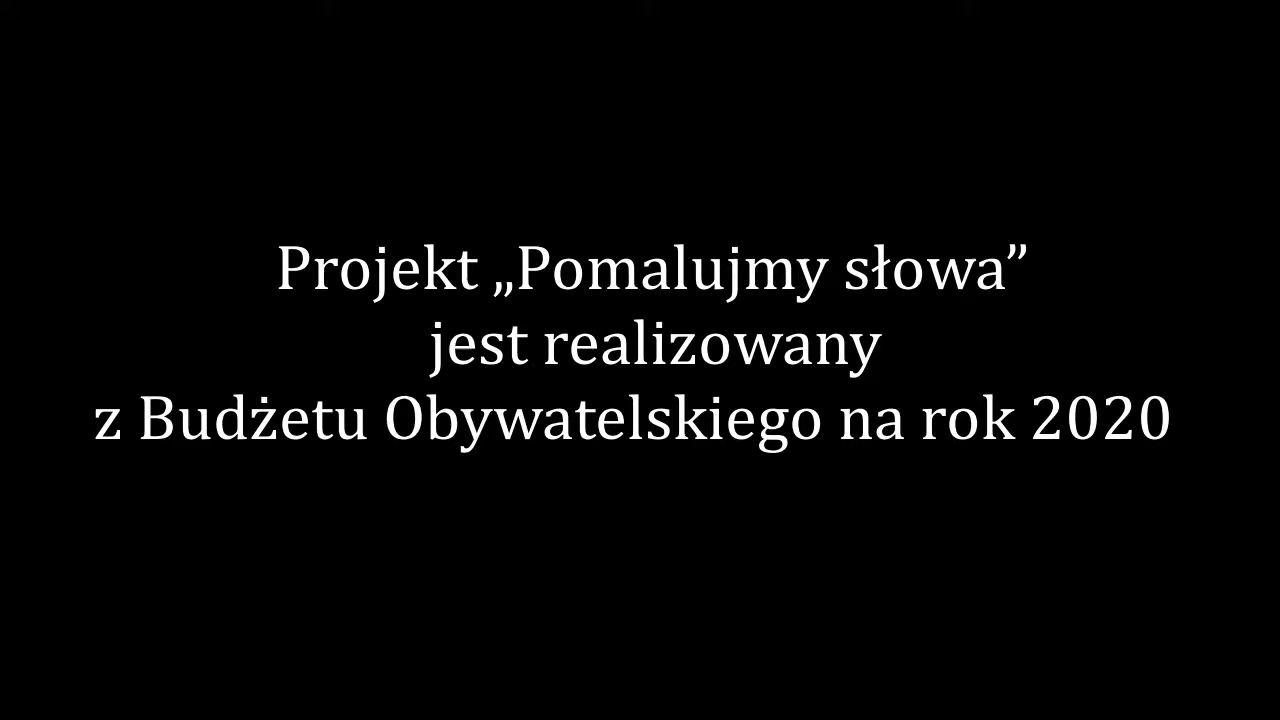 Projekt „Pomalujmy słowa”
jest realizowany
z Budżetu Obywatelskiego na rok 2020